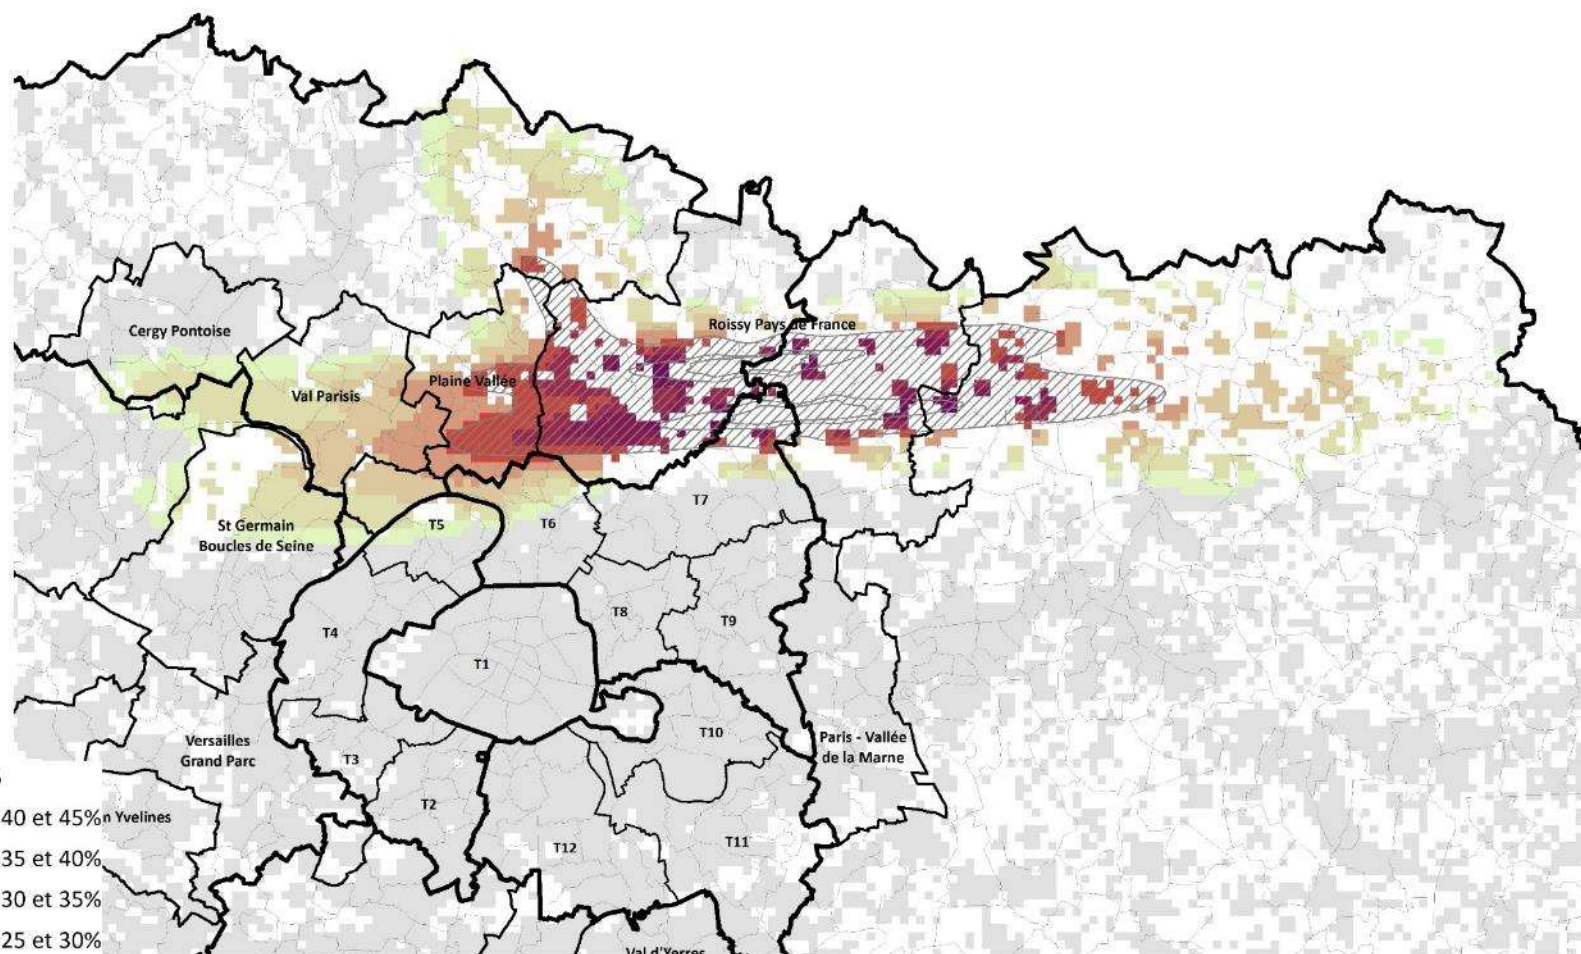 Cergy Pontoise
Roissy Pays de France
Val Parisis
Plaine Vallée
St Germain
Boucles de Seine
T5
T6
T7
T4
T1
T8
T9
Versailles
Grand Parc
T3
T10
Paris - Vallée
de la Marne
T2
T12
T11
40 et 45%
n Yvelines
35 et 40%
30 et 35%
25 et 30%
Val d'Yerres